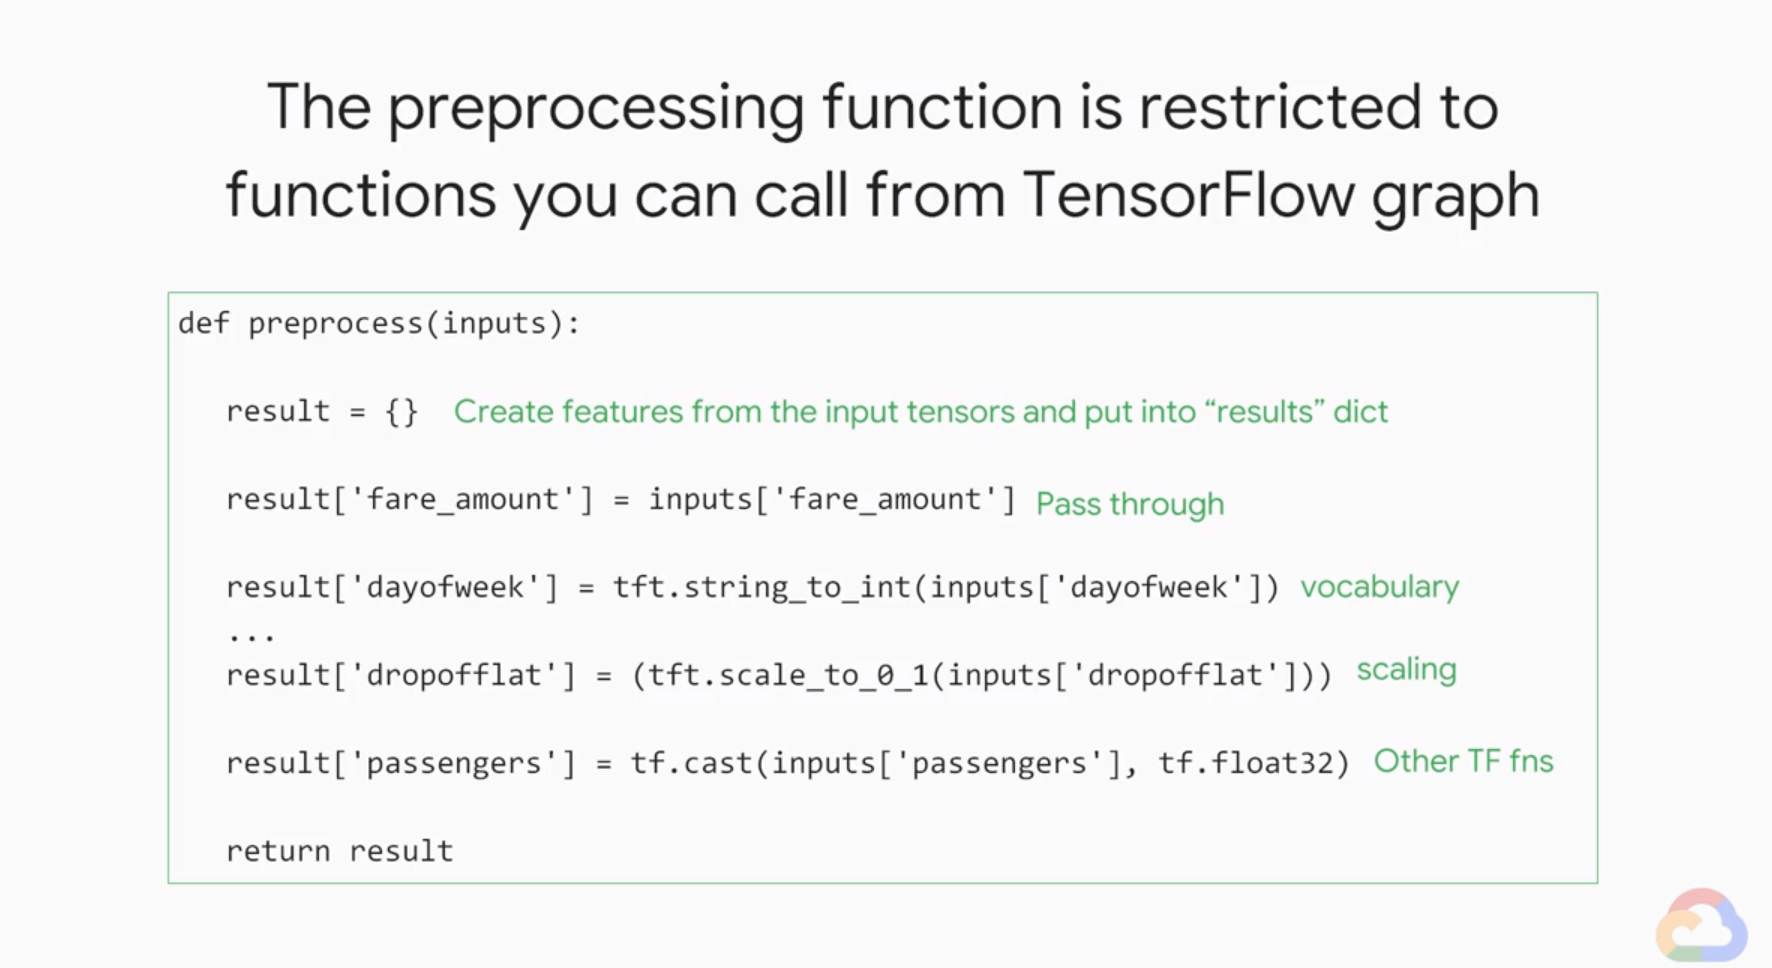 The preprocessing function is restricted to
functions you can call from TensorFlow graph
def preprocess(inputs):
result = {} Create features from the input tensors and put into “results” dict
result['fare_amount'] = inputs['fare_amount'] Pass through
result['dayofweek'] = tft.string_to_int(inputs['dayofweek']) vocabulary
...
result['dropofflat'] = (tft.scale_to_0_1(inputs['dropofflat'])) scaling
result['passengers'] = tf.cast(inputs['passengers'], tf.float32) Other TF fns
return result